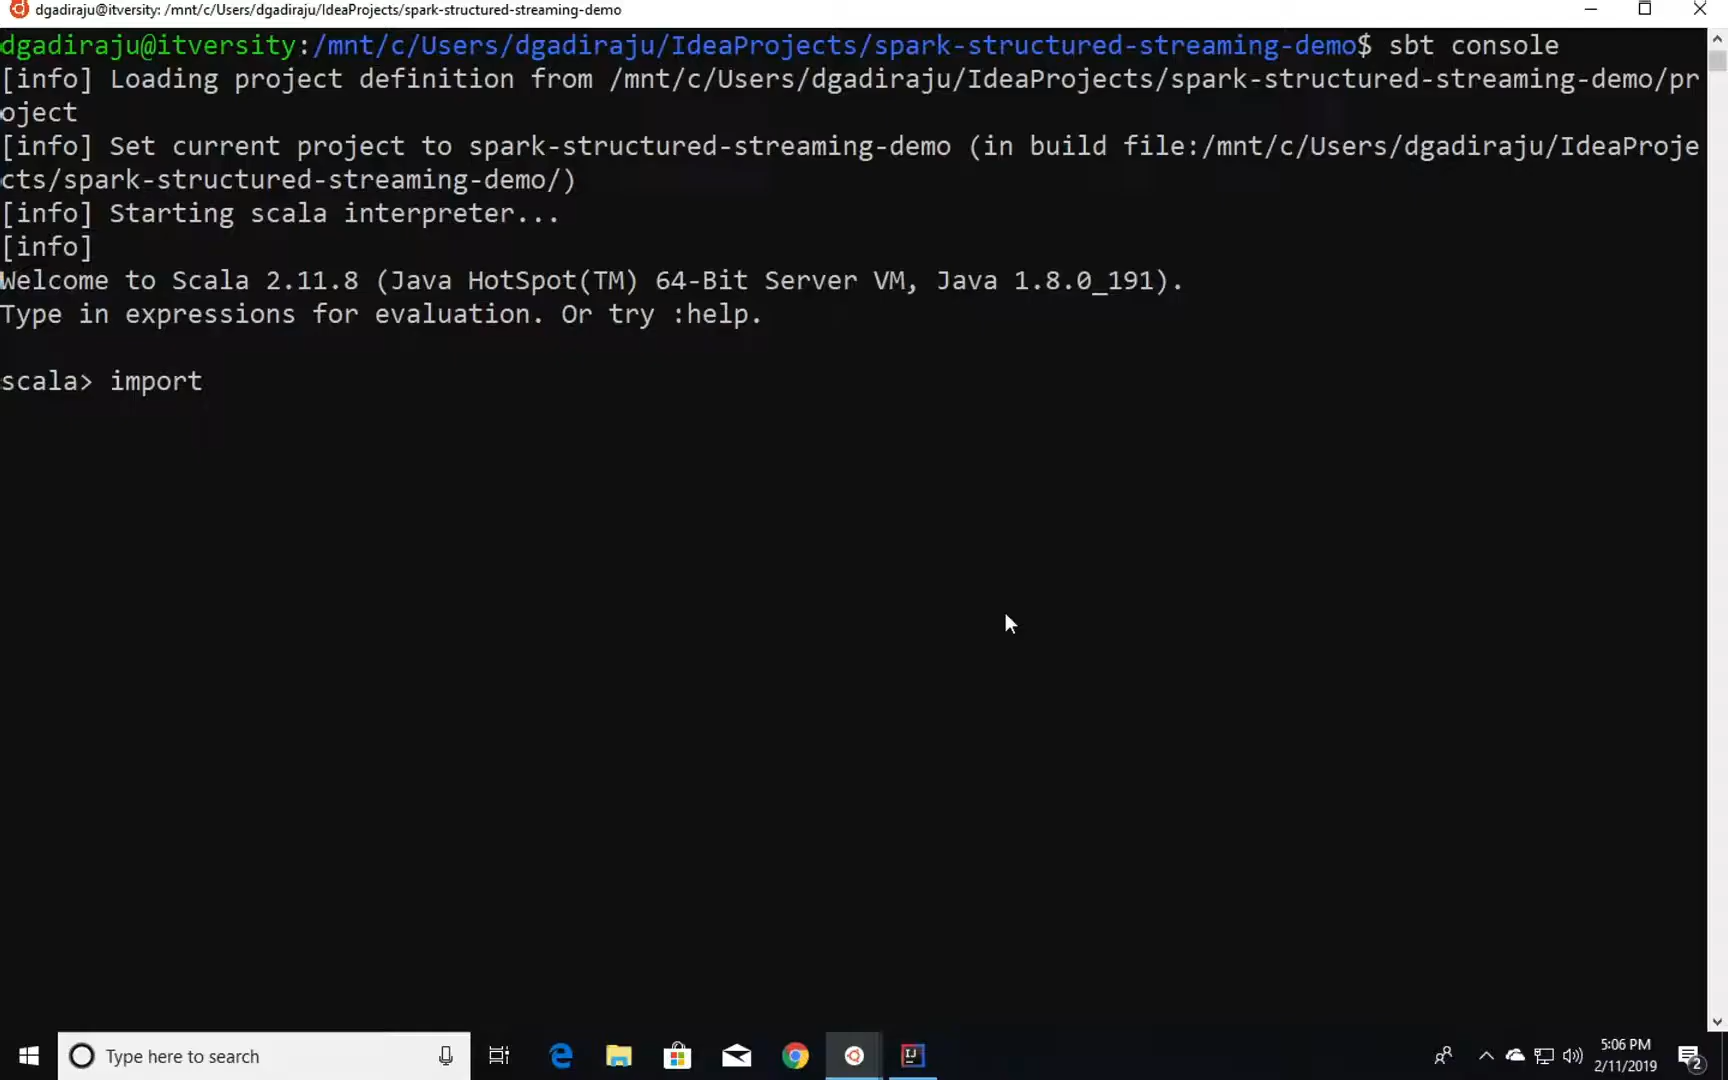 dgadiraju@itversity: /mnt/c/Users/dgadiraju/IdeaProjects/spark-structured-streaming-demo
dgadiraju@itversity:/mnt/c/Users/dgadiraju/IdeaProjects/spark-structured-streaming-demo$ sbt console
[info] Loading project definition from /mnt/c/Users/dgadiraju/IdeaProjects/spark-structured-streaming-demo/pr
oject
[info] Set current project to spark-structured-streaming-demo (in build file:/mnt/c/Users/dgadiraju/IdeaProje
cts/spark-structured-streaming-demo/)
[info] Starting scala interpreter...
[info]
Welcome to Scala 2.11.8 (Java HotSpot(TM) 64-Bit Server VM, Java 1.8.0_191).
Type in expressions for evaluation. Or try :help.
scala> import
Type here to search
IJ
5:06 PM
2/11/2019
2